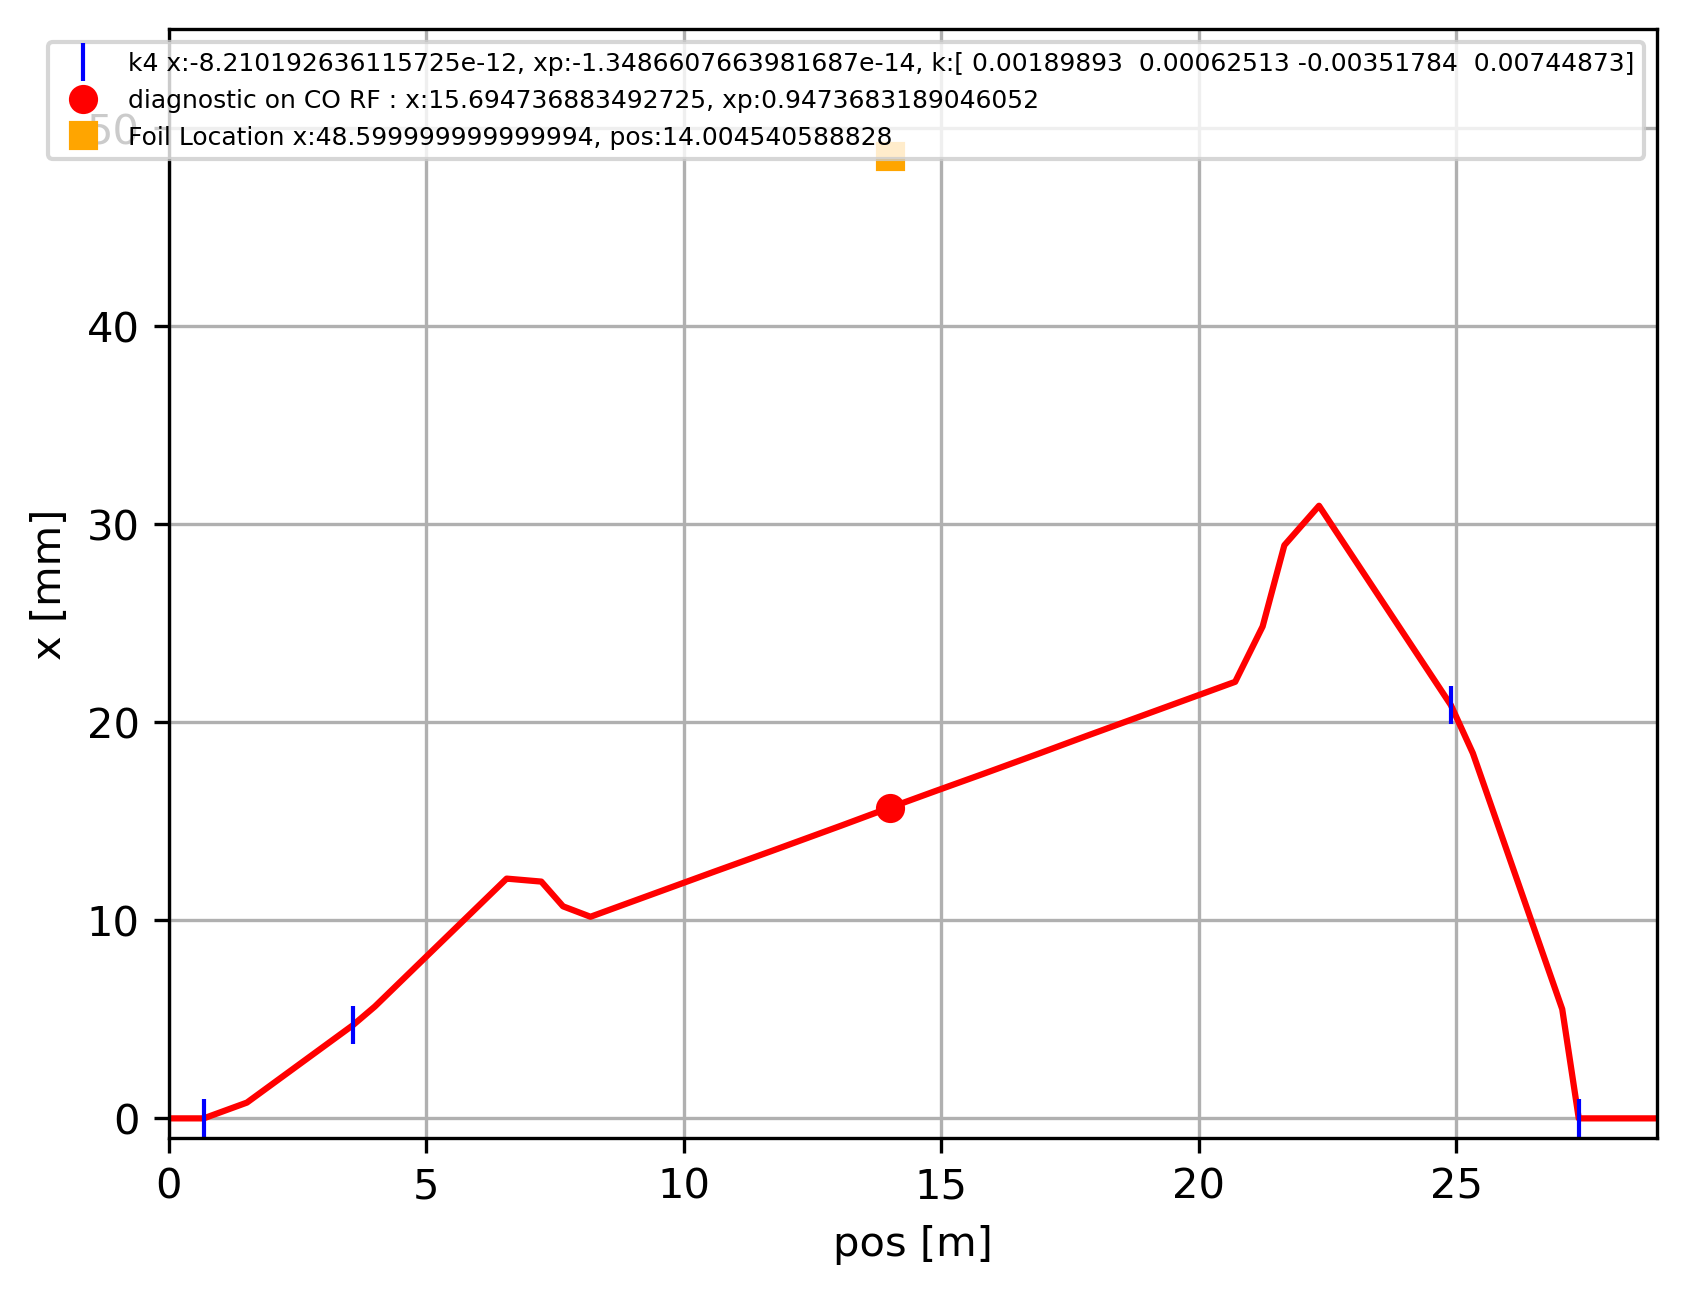 k4 x:-8.210192636115725e-12, xp:-1.3486607663981687e-14, k:[ 0.00189893  0.00062513 -0.00351784  0.00744873]
diagnostic on CO RF : x:15.694736883492725, xp:0.9473683189046052
Foil Location x:48.599999999999994, pos:14.004540588828
50
40
30
20
10
0
x [mm]
0 5 10 15 20 25
pos [m]